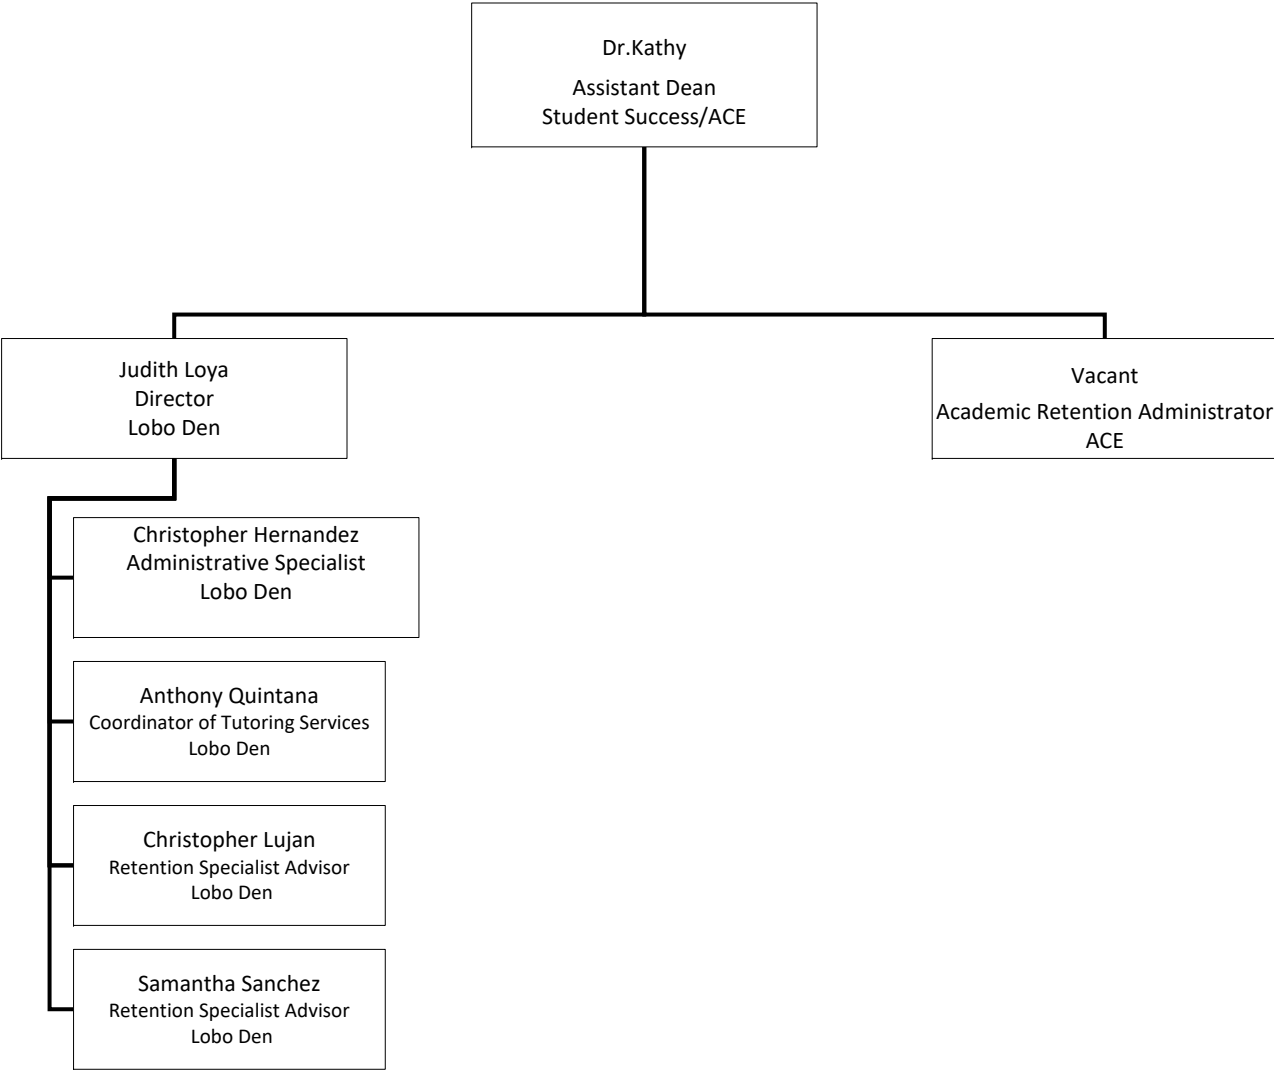 Dr.Kathy
Assistant Dean
Student Success/ACE
Judith Loya
Director
Lobo Den
Vacant
Academic Retention Administrator
ACE
Christopher Hernandez
Administrative Specialist
Lobo Den
Anthony Quintana
Coordinator of Tutoring Services
Lobo Den
Christopher Lujan
Retention Specialist Advisor
Lobo Den
Samantha Sanchez
Retention Specialist Advisor
Lobo Den